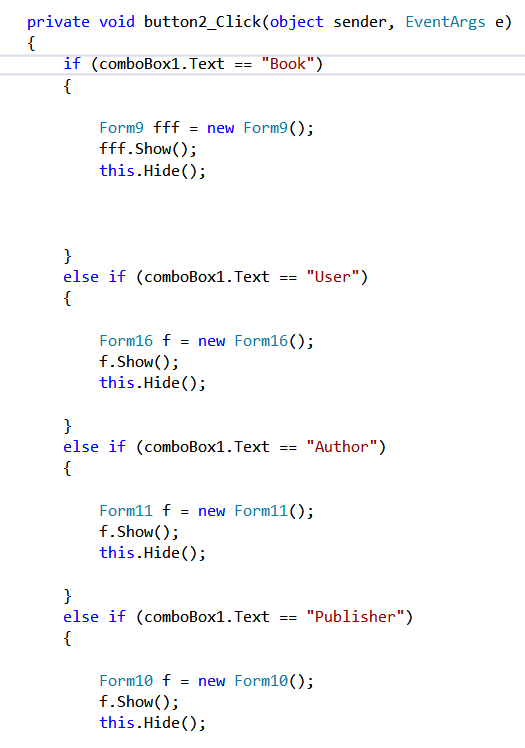 private void button2_Click(object sender, EventArgs e)
{
if (comboBox1.Text == "Book")
{
Form9 fff = new Form9();
fff.Show();
this.Hide();
}
else if (comboBox1.Text == "User")
{
Form16 f = new Form16();
f.Show();
this.Hide();
}
else if (comboBox1.Text == "Author")
{
Form11 f = new Form11();
f.Show();
this.Hide();
}
else if (comboBox1.Text == "Publisher")
{
Form10 f = new Form10();
f.Show();
this.Hide();